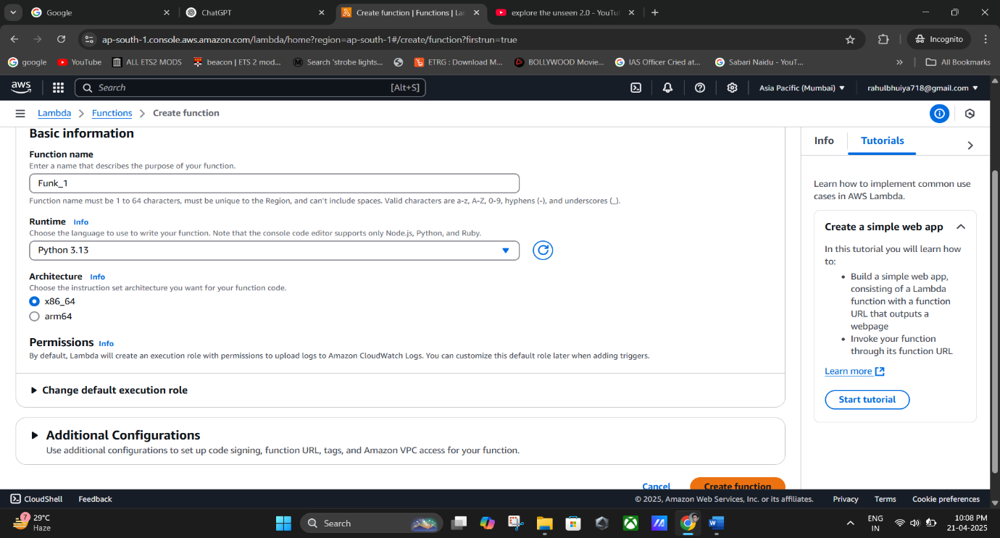 Google
ChatGPT
Create function | Functions | La
explore the unseen 2.0 - YouTu
ap-south-1.console.aws.amazon.com/lambda/home?region=ap-south-1#/create/function?firstrun=true
Incognito
google
YouTube
ALL ETS2 MODS
beacon | ETS 2 mod...
Search 'strobe lights...
ETRG : Download M...
BOLLYWOOD Movie...
IAS Officer Cried at...
Sabari Naidu - YouT...
All Bookmarks
aws
Search
[Alt+S]
Asia Pacific (Mumbai)
rahulbhuiya718@gmail.com
Lambda
Functions
Create function
Basic information
Function name
Enter a name that describes the purpose of your function.
Funk_1
Function name must be 1 to 64 characters, must be unique to the Region, and can't include spaces. Valid characters are a-z, A-Z, 0-9, hyphens (-), and underscores (_).
Runtime Info
Choose the language to use to write your function. Note that the console code editor supports only Node.js, Python, and Ruby.
Python 3.13
Architecture Info
Choose the instruction set architecture you want for your function code.
x86_64
arm64
Permissions Info
By default, Lambda will create an execution role with permissions to upload logs to Amazon CloudWatch Logs. You can customize this default role later when adding triggers.
Change default execution role
Additional Configurations
Use additional configurations to set up code signing, function URL, tags, and Amazon VPC access for your function.
Cancel
Create function
Info
Tutorials
Learn how to implement common use
cases in AWS Lambda.
Create a simple web app
In this tutorial you will learn how
to:
• Build a simple web app,
consisting of a Lambda
function with a function
URL that outputs a
webpage
• Invoke your function
through its function URL
Learn more
Start tutorial
CloudShell
Feedback
© 2025, Amazon Web Services, Inc. or its affiliates.
Privacy
Terms
Cookie preferences
7
29°C
Haze
Search
ENG
IN
10:08 PM
21-04-2025